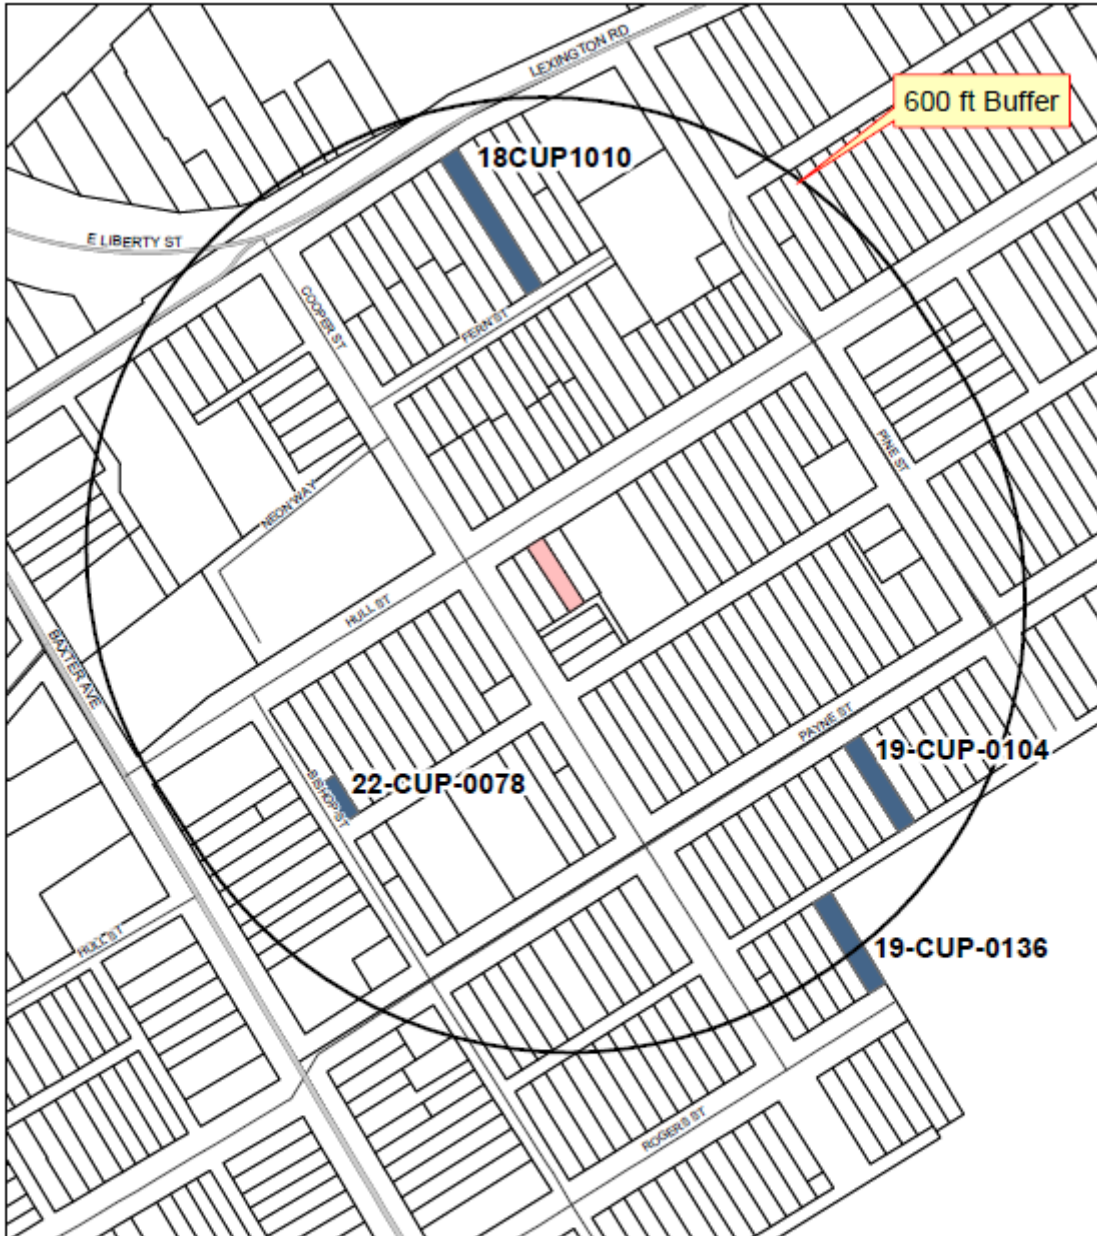 LEXINGTON RD
600 ft Buffer
18CUP1010
E LIBERTY ST
COOPER ST
FERN ST
PINE ST
NEON WAY
HULL ST
BAXTER AVE
PAYNE ST
19-CUP-0104
22-CUP-0078
BISHOP ST
HULL ST
19-CUP-0136
ROGERS ST